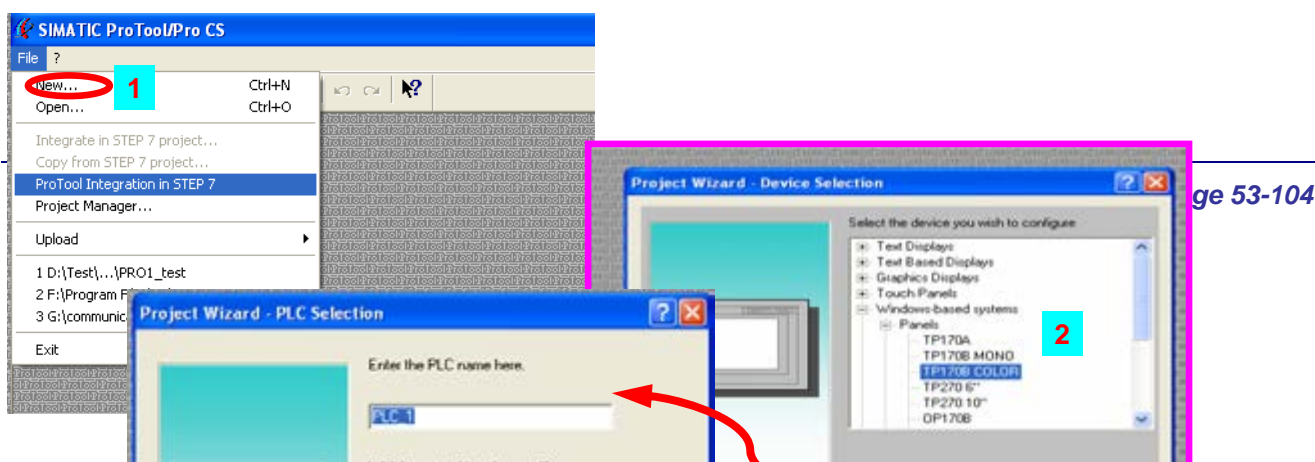 SIMATIC ProTool/Pro CS
File ?
New... Ctrl+N
1
Open... Ctrl+O
Integrate in STEP 7 project...
Copy from STEP 7 project...
ProTool Integration in STEP 7
Project Manager...
Upload
1 D:\Test\...\PRO1_test
2 F:\Program
3 G:\communic
Exit
ge 53-104
Project Wizard - Device Selection
Select the device you wish to configure
Text Displays
Text Based Displays
Graphics Displays
Touch Panels
Windows-based systems
Panels
TP170A
TP170B MONO
TP170B COLOR
TP270 6"
TP270 10"
OP170B
2
Project Wizard - PLC Selection
Enter the PLC name here.
PLC_1